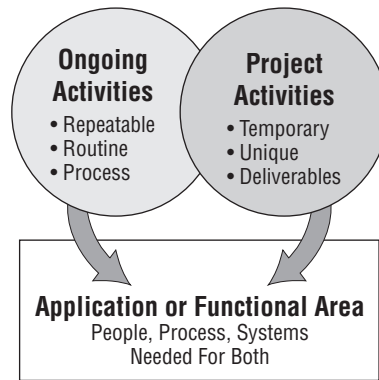 Ongoing
Activities
• Repeatable
• Routine
• Process
Project
Activities
• Temporary
• Unique
• Deliverables
Application or Functional Area
People, Process, Systems
Needed For Both